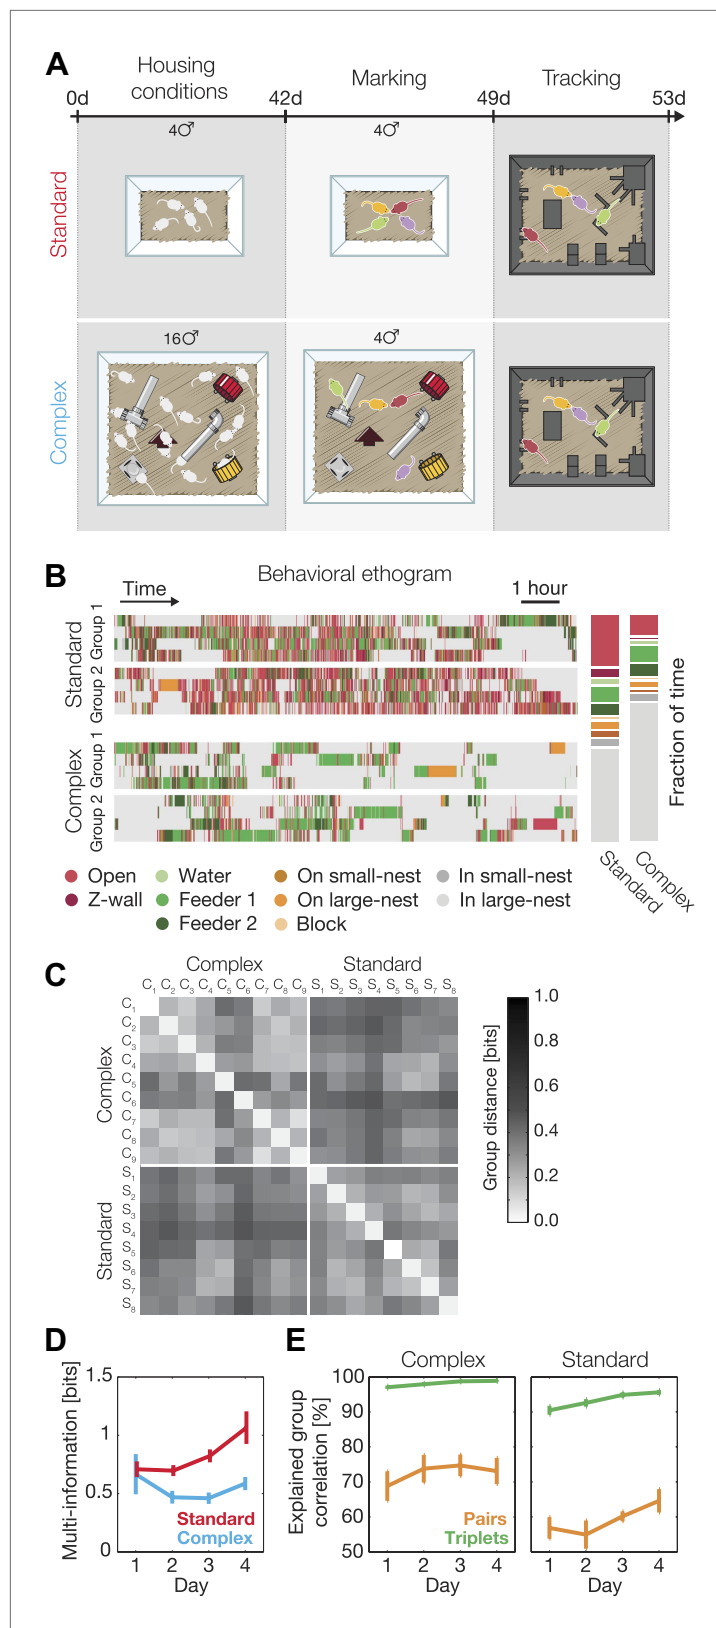 A
Housing
conditions
Marking
Tracking
0d
42d
49d
53d
4♂
4♂
Standard
16♂
4♂
Complex
B
Behavioral ethogram
Time
1 hour
Standard
Group 1
Group 2
Complex
Group 1
Group 2
Fraction of time
Standard
Complex
Open
Water
On small-nest
In small-nest
Z-wall
Feeder 1
On large-nest
In large-nest
Feeder 2
Block
C
Complex
Standard
C1 C2 C3 C4 C5 C6 C7 C8 C9 S1 S2 S3 S4 S5 S6 S7 S8
Complex
C1
C2
C3
C4
C5
C6
C7
C8
C9
Standard
S1
S2
S3
S4
S5
S6
S7
S8
Group distance [bits]
1.0
0.8
0.6
0.4
0.2
0.0
D
Multi-information [bits]
1.5
1
0.5
0
Standard
Complex
1 2 3 4
Day
E
Complex
Standard
Explained group
correlation [%]
100
90
80
70
60
50
Pairs
Triplets
1 2 3 4
Day
1 2 3 4
Day